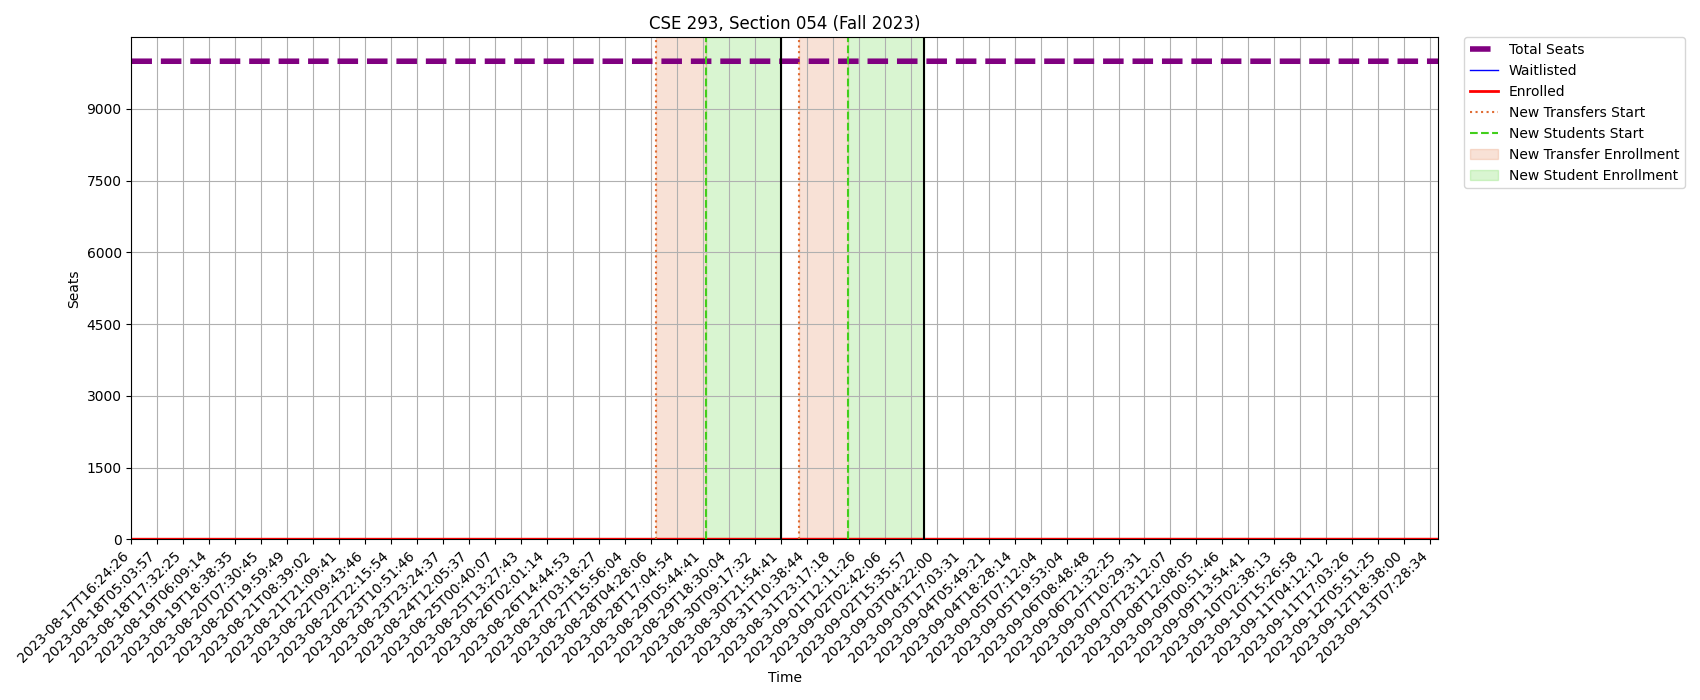 CSE 293, Section 054 (Fall 2023)
Total Seats
Waitlisted
Enrolled
New Transfers Start
New Students Start
New Transfer Enrollment
New Student Enrollment
9000
7500
6000
4500
3000
1500
0
Seats
2023-08-17T16:24:26
2023-08-18T05:03:57
2023-08-18T17:32:25
2023-08-19T06:09:14
2023-08-19T18:38:35
2023-08-20T07:30:45
2023-08-20T19:59:49
2023-08-21T08:39:02
2023-08-21T21:09:41
2023-08-22T09:43:46
2023-08-22T22:15:54
2023-08-23T10:51:46
2023-08-23T23:24:37
2023-08-24T12:05:37
2023-08-25T00:40:07
2023-08-25T13:27:43
2023-08-26T02:01:14
2023-08-26T14:44:53
2023-08-27T03:18:27
2023-08-27T15:56:04
2023-08-28T04:28:06
2023-08-28T17:04:54
2023-08-29T05:44:41
2023-08-29T18:30:04
2023-08-30T09:17:32
2023-08-30T21:54:41
2023-08-31T10:38:44
2023-08-31T23:17:18
2023-09-01T12:11:26
2023-09-02T02:42:06
2023-09-02T15:35:57
2023-09-03T04:22:00
2023-09-03T17:03:31
2023-09-04T05:49:21
2023-09-04T18:28:14
2023-09-05T07:12:04
2023-09-05T19:53:04
2023-09-06T08:48:48
2023-09-06T21:32:25
2023-09-07T10:29:31
2023-09-07T23:12:07
2023-09-08T12:08:05
2023-09-09T00:51:46
2023-09-09T13:54:41
2023-09-10T02:38:13
2023-09-10T15:26:58
2023-09-11T04:12:12
2023-09-11T17:03:26
2023-09-12T05:51:25
2023-09-12T18:38:00
2023-09-13T07:28:34
Time